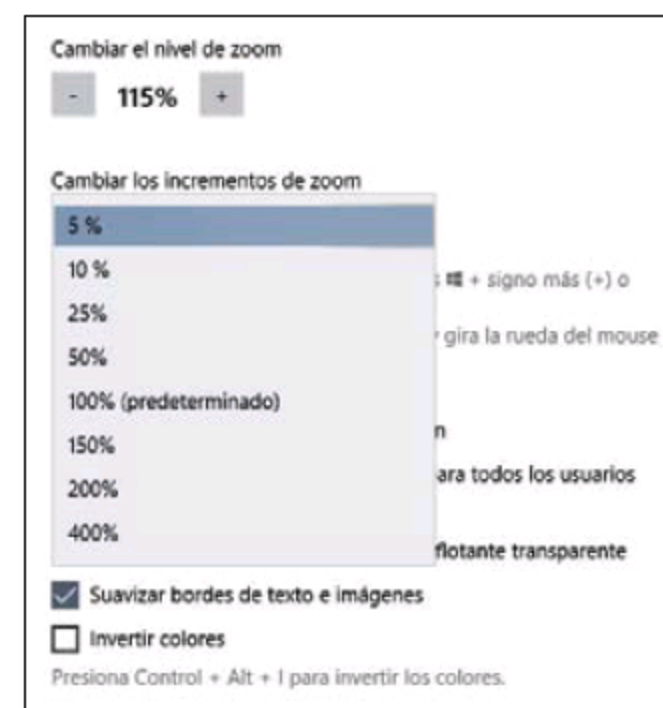 Cambiar el nivel de zoom
- 115% +
Cambiar los incrementos de zoom
5 %
10 %
+ signo más (+) o
25%
gira la rueda del mouse
50%
100% (predeterminado)
150%
200%
ara todos los usuarios
400%
flotante transparente
Suavizar bordes de texto e imágenes
Invertir colores
Presiona Control + Alt + I para invertir los colores.